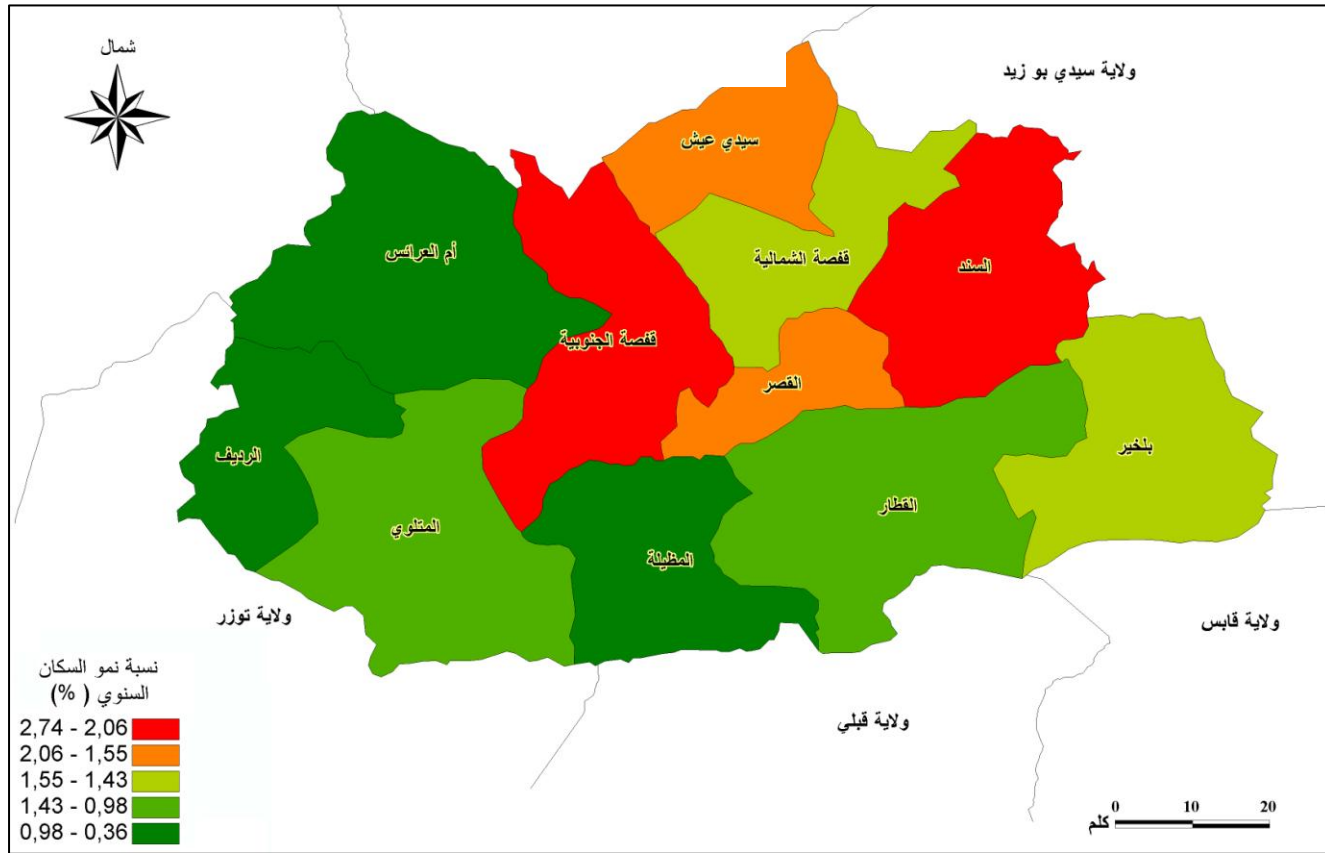 شمال
ولاية سيدي بو زيد
سيدي عيش
أم العرائس
قفصة الشمالية
السند
قفصة الجنوبية
القصر
الرديف
بلخير
القطار
المتلوي
المظيلة
ولاية توزر
ولاية قابس
ولاية قبلي
نسبة نمو السكان
السنوي ( %)
2,74 - 2,06
2,06 - 1,55
1,55 - 1,43
1,43 - 0,98
0,98 - 0,36
0 10 20
كلم